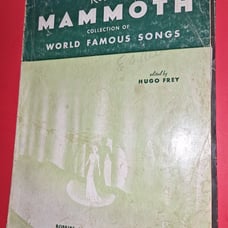 MAMMOTH
COLLECTION OF
WORLD FAMOUS SONGS
edited by
HUGO FREY